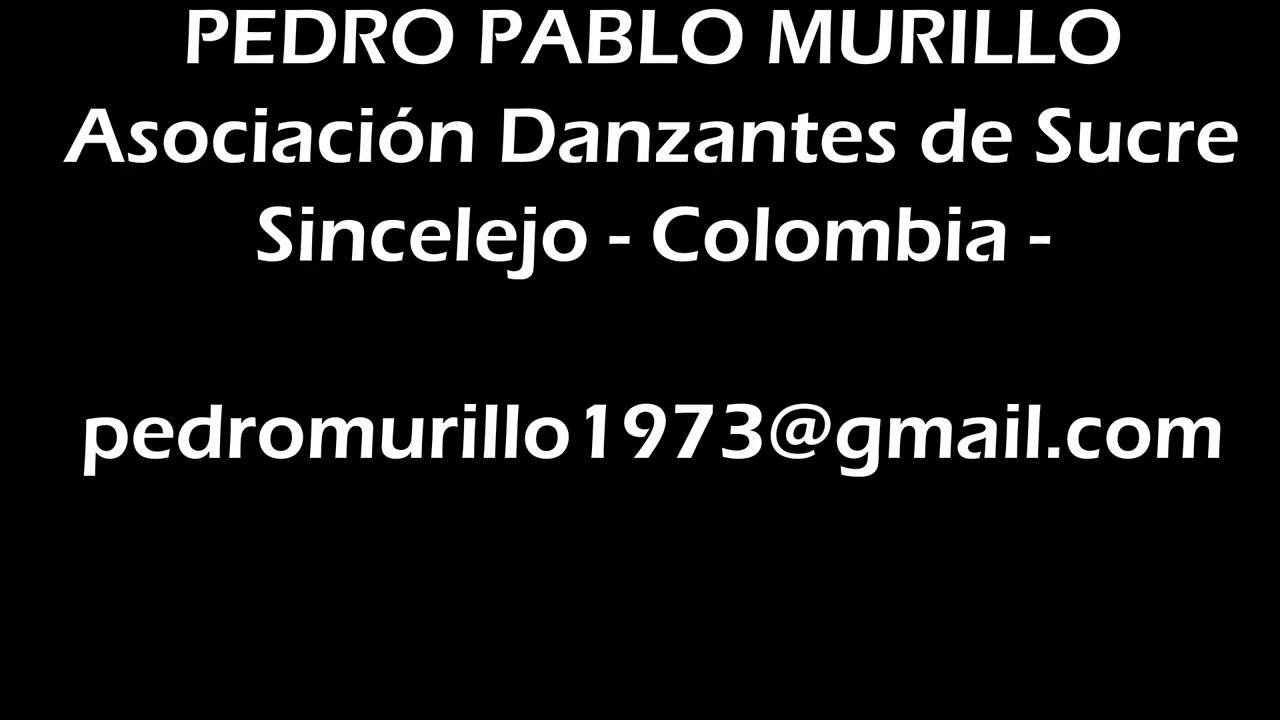 PEDRO PABLO MURILLO
Asociación Danzantes de Sucre
Sincelejo - Colombia -
pedromurillo1973@gmail.com